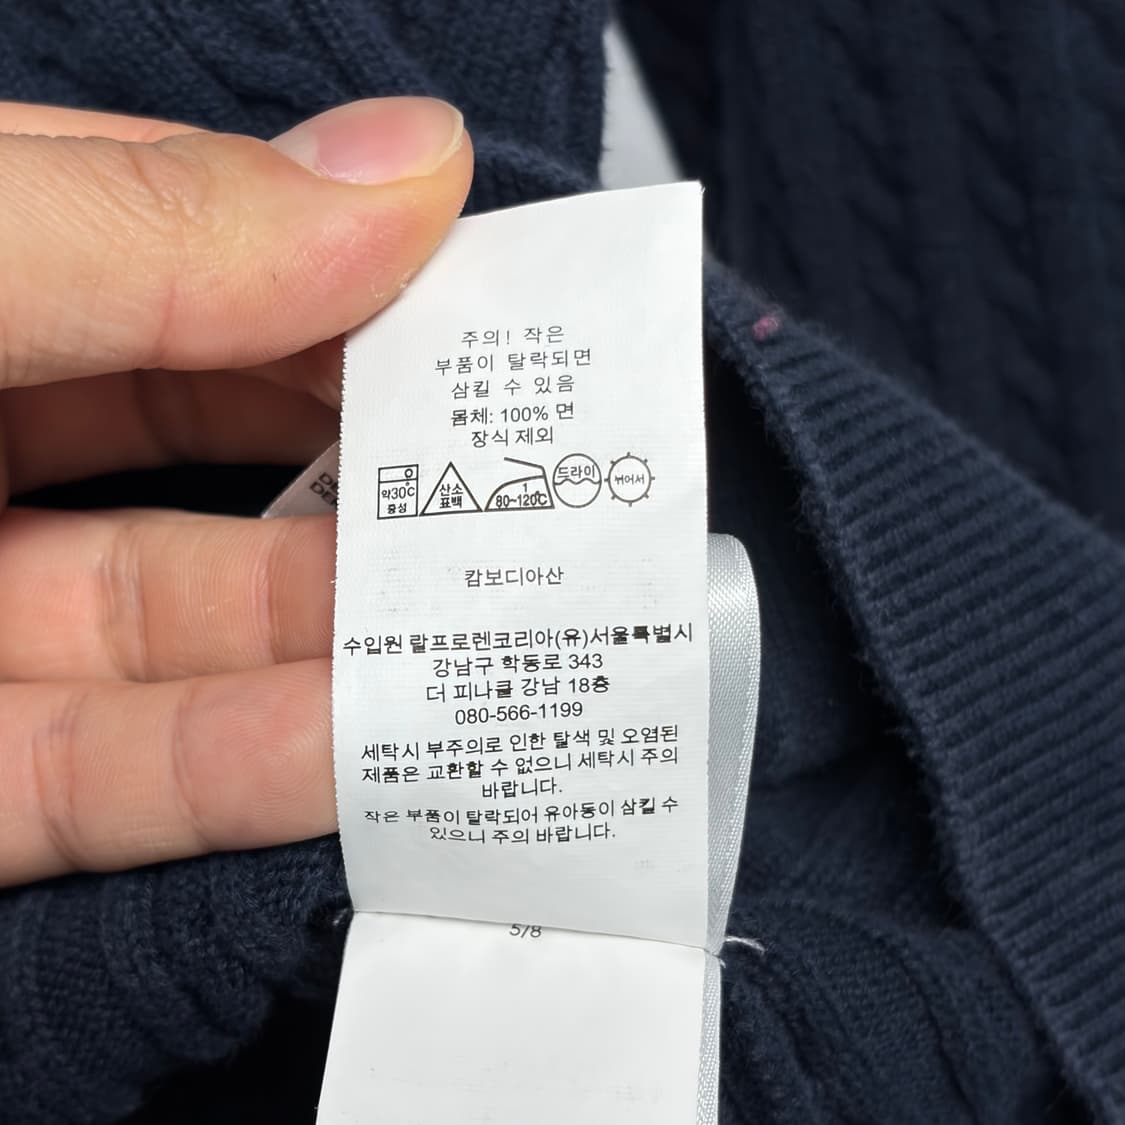 주의! 작은
부품이 탈락되면
삼킬 수 있음
몸체: 100% 면
장식 제외
약30℃
중성
산소
표백
1
80~120℃
드라이
뉘어서
캄보디아산
수입원 랄프로렌코리아(유)서울특별시
강남구 학동로 343
더 피나클 강남 18층
080-566-1199
세탁시 부주의로 인한 탈색 및 오염된
제품은 교환할 수 없으니 세탁시 주의
바랍니다.
작은 부품이 탈락되어 유아동이 삼킬 수
있으니 주의 바랍니다.
5/8